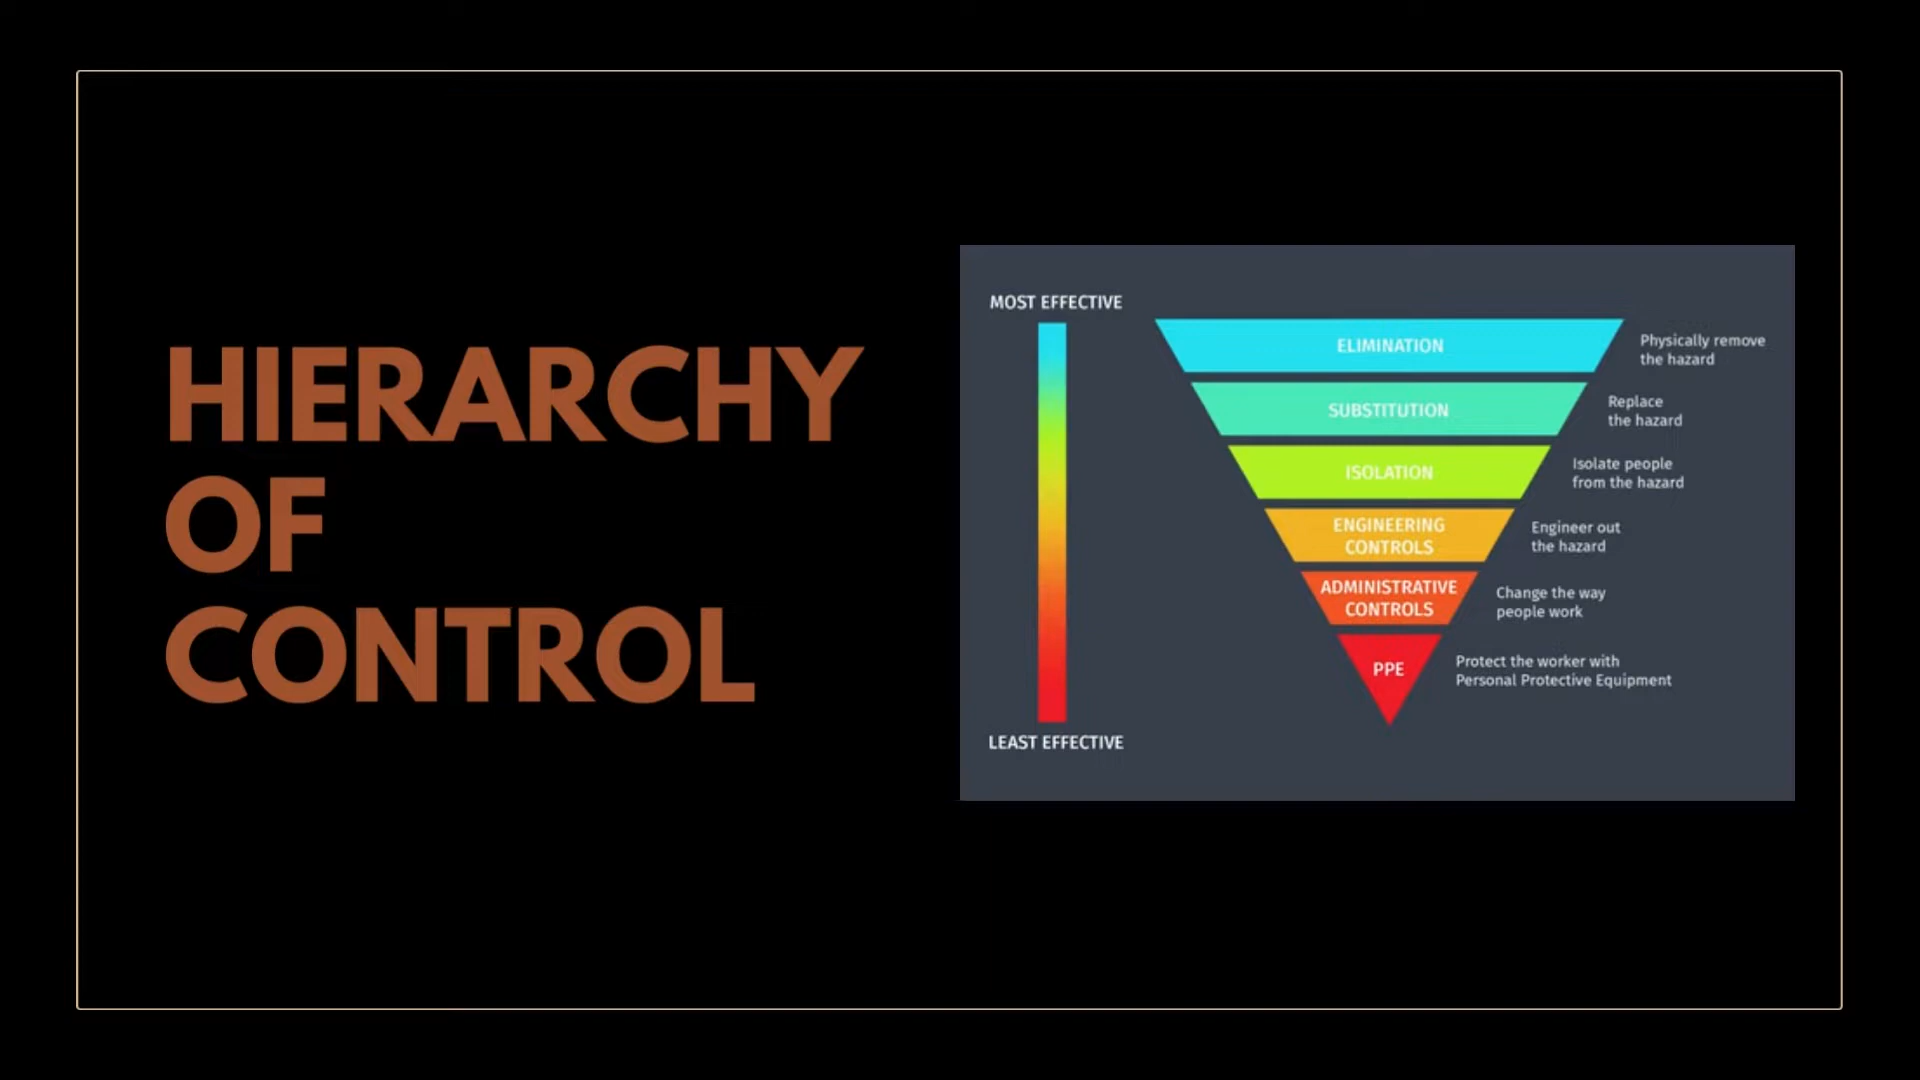 HIERARCHY
OF
CONTROL
MOST EFFECTIVE
LEAST EFFECTIVE
ELIMINATION
Physically remove
the hazard
SUBSTITUTION
Replace
the hazard
ISOLATION
Isolate people
from the hazard
ENGINEERING
CONTROLS
Engineer out
the hazard
ADMINISTRATIVE
CONTROLS
Change the way
people work
PPE
Protect the worker with
Personal Protective Equipment